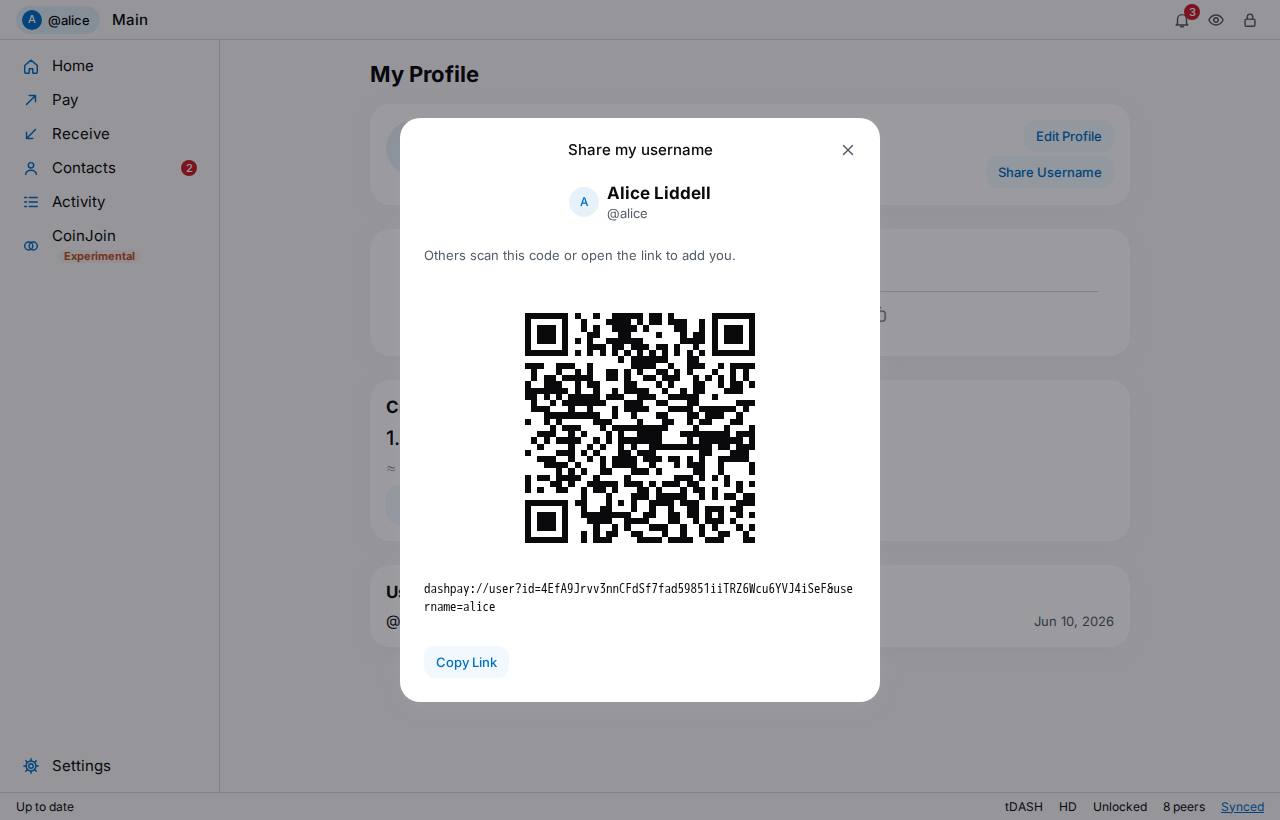 A @alice Main 3
Home
Pay
Receive
Contacts 2
Activity
CoinJoin
Experimental
Settings
My Profile
Edit Profile
Share Username
Share my username
A
Alice Liddell
@alice
Others scan this code or open the link to add you.
dashpay://user?id=4EfA9Jrvv3nnCFdSf7fad59851iiTRZ6Wcu6YVJ4iSeF&use
rname=alice
Copy Link
1.
≈
Jun 10, 2026
Up to date tDASH HD Unlocked 8 peers Synced